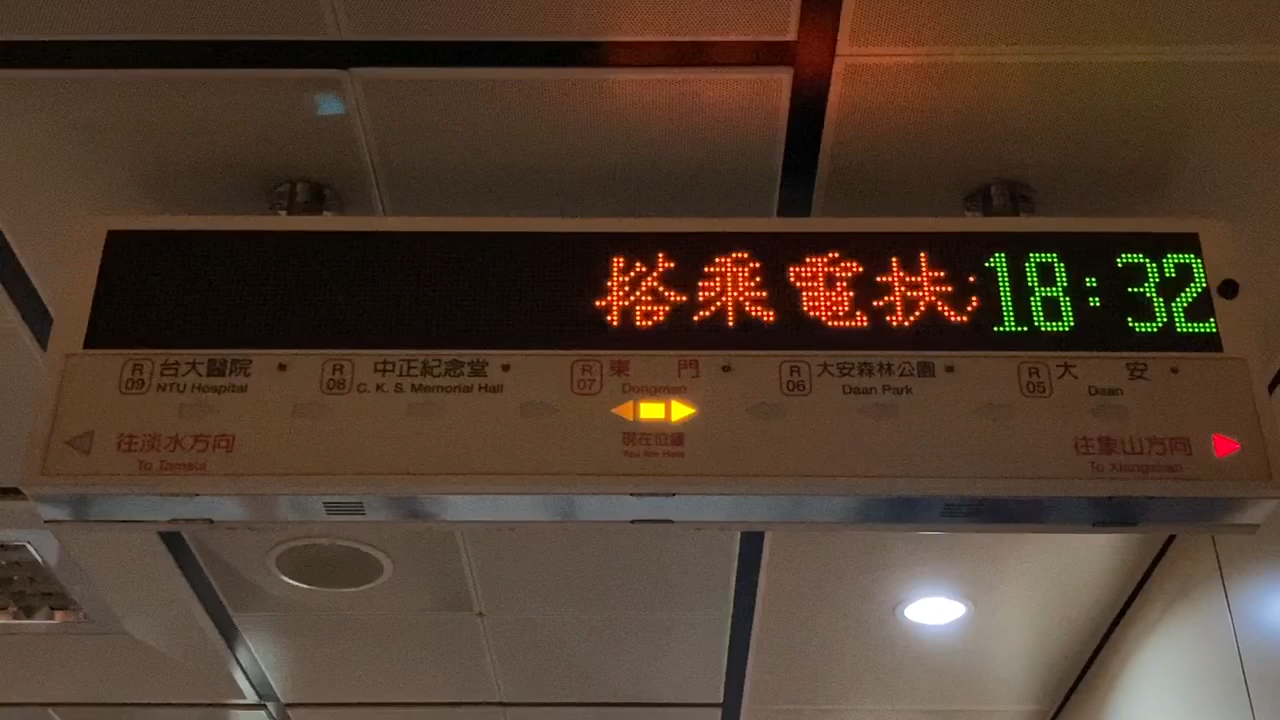 搭乘電扶 18:32
R09 台大醫院 R08 中正紀念堂 R07 東門 R06 大安森林公園 R05 大安
NTU Hospital C. K. S. Memorial Hall Dongmen Daan Park Daan
往淡水方向 現在位置 往象山方向
To Tamsui You Are Here To Xiangshan